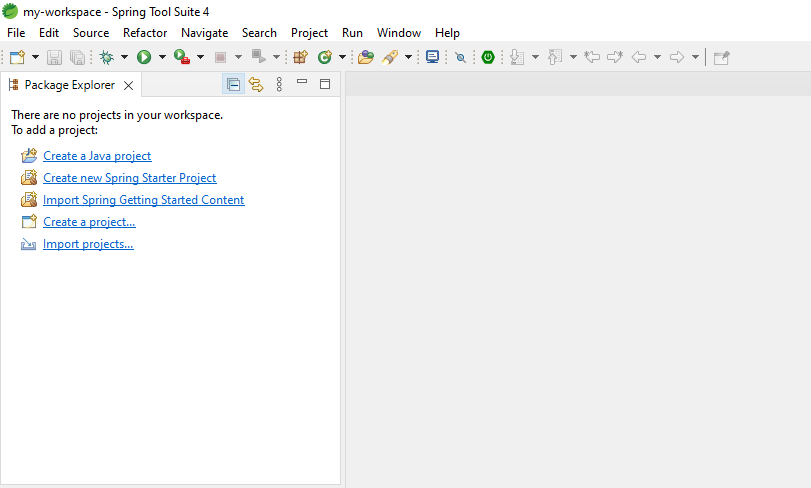 my-workspace - Spring Tool Suite 4
File Edit Source Refactor Navigate Search Project Run Window Help
Package Explorer
There are no projects in your workspace.
To add a project:
Create a Java project
Create new Spring Starter Project
Import Spring Getting Started Content
Create a project...
Import projects...